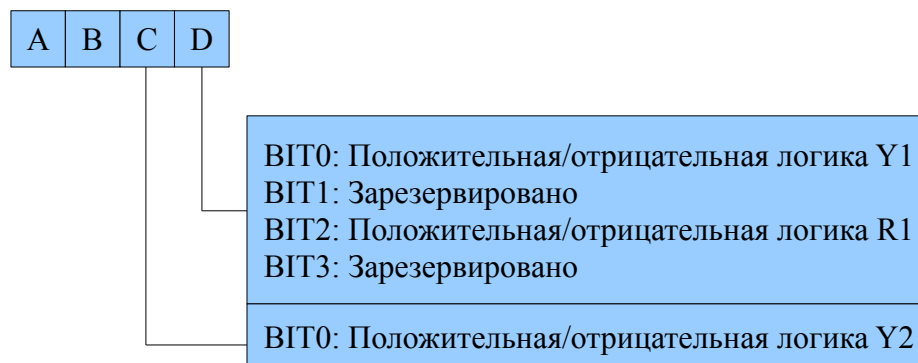 A B C D
BIT0: Положительная/отрицательная логика Y1
BIT1: Зарезервировано
BIT2: Положительная/отрицательная логика R1
BIT3: Зарезервировано
BIT0: Положительная/отрицательная логика Y2